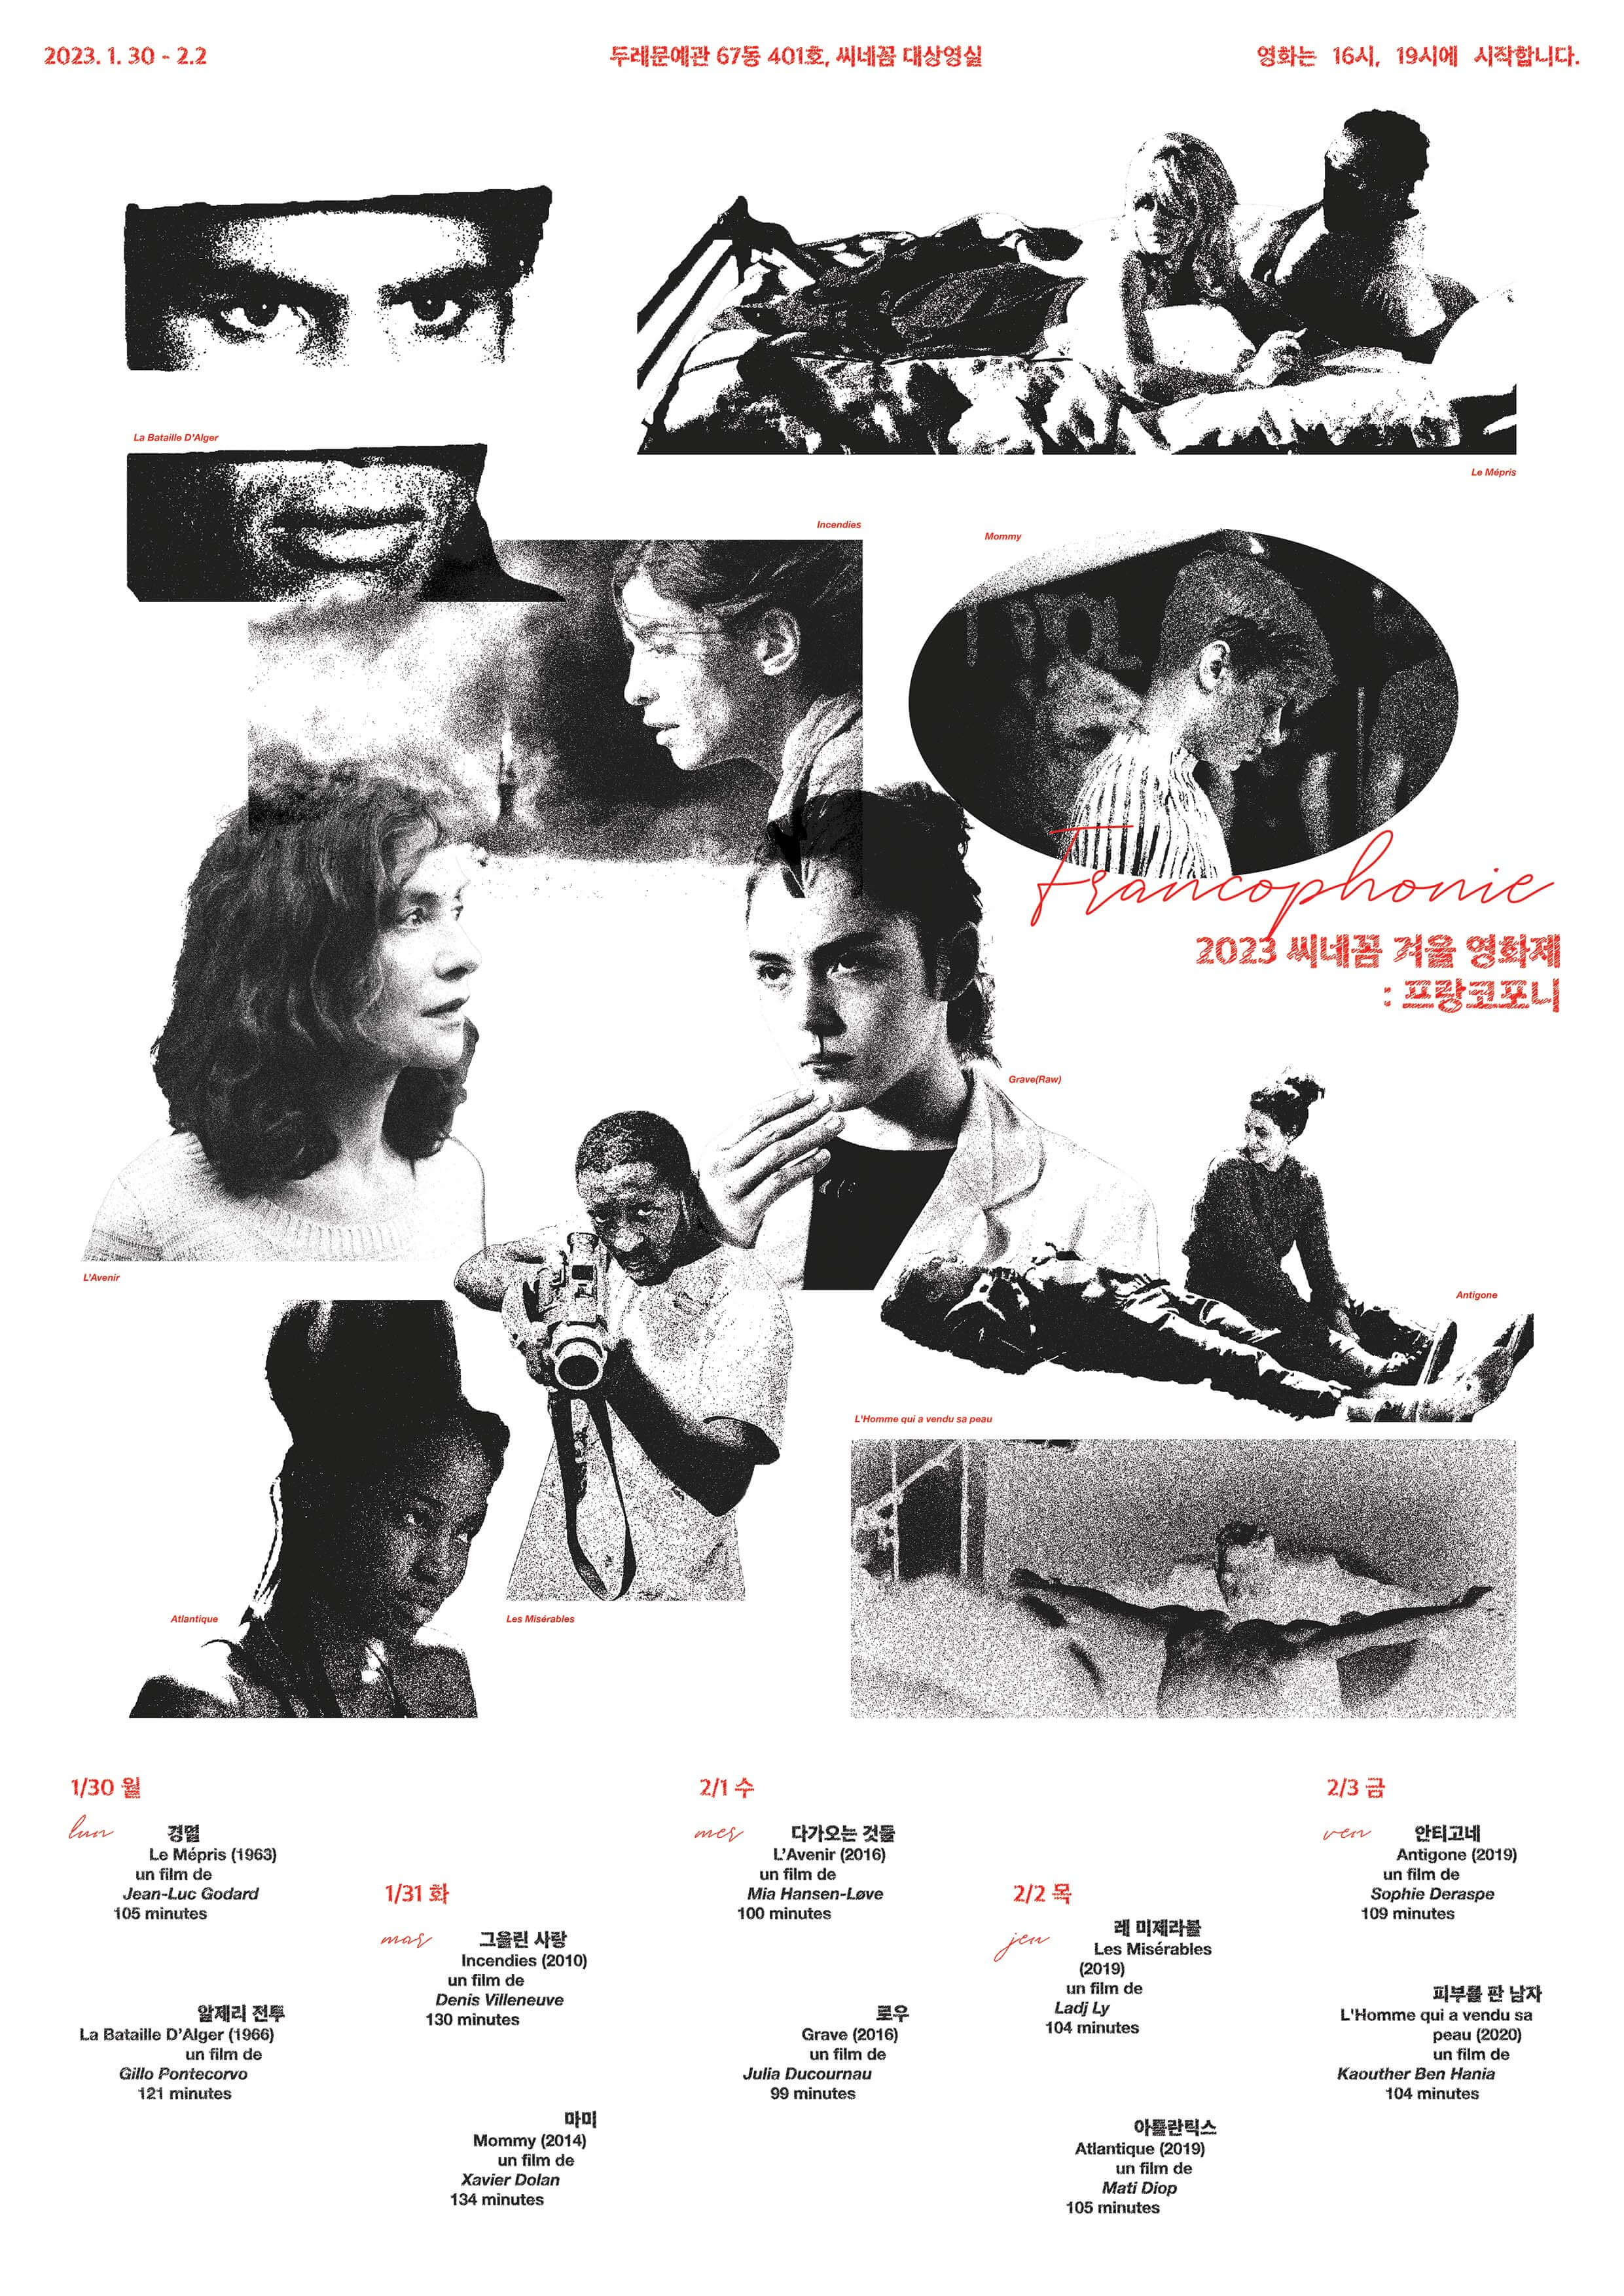 2023. 1. 30 - 2.2
두레문예관 67동 401호, 씨네꼼 대상영실
영화는 16시, 19시에 시작합니다.
La Bataille D'Alger
Le Mépris
Incendies
Mommy
Francophonie
2023 씨네꼼 겨울 영화제
: 프랑코포니
Grave(Raw)
L'Avenir
Antigone
L'Homme qui a vendu sa peau
Atlantique
Les Misérables
1/30 월
lun
경멸
Le Mépris (1963)
un film de
Jean-Luc Godard
105 minutes
알제리 전투
La Bataille D'Alger (1966)
un film de
Gillo Pontecorvo
121 minutes
1/31 화
mar
그을린 사랑
Incendies (2010)
un film de
Denis Villeneuve
130 minutes
마미
Mommy (2014)
un film de
Xavier Dolan
134 minutes
2/1 수
mer
다가오는 것들
L'Avenir (2016)
un film de
Mia Hansen-Løve
100 minutes
로우
Grave (2016)
un film de
Julia Ducournau
99 minutes
2/2 목
jeu
레 미제라블
Les Misérables
(2019)
un film de
Ladj Ly
104 minutes
아틀란틱스
Atlantique (2019)
un film de
Mati Diop
105 minutes
2/3 금
ven
안티고네
Antigone (2019)
un film de
Sophie Deraspe
109 minutes
피부를 판 남자
L'Homme qui a vendu sa
peau (2020)
un film de
Kaouther Ben Hania
104 minutes